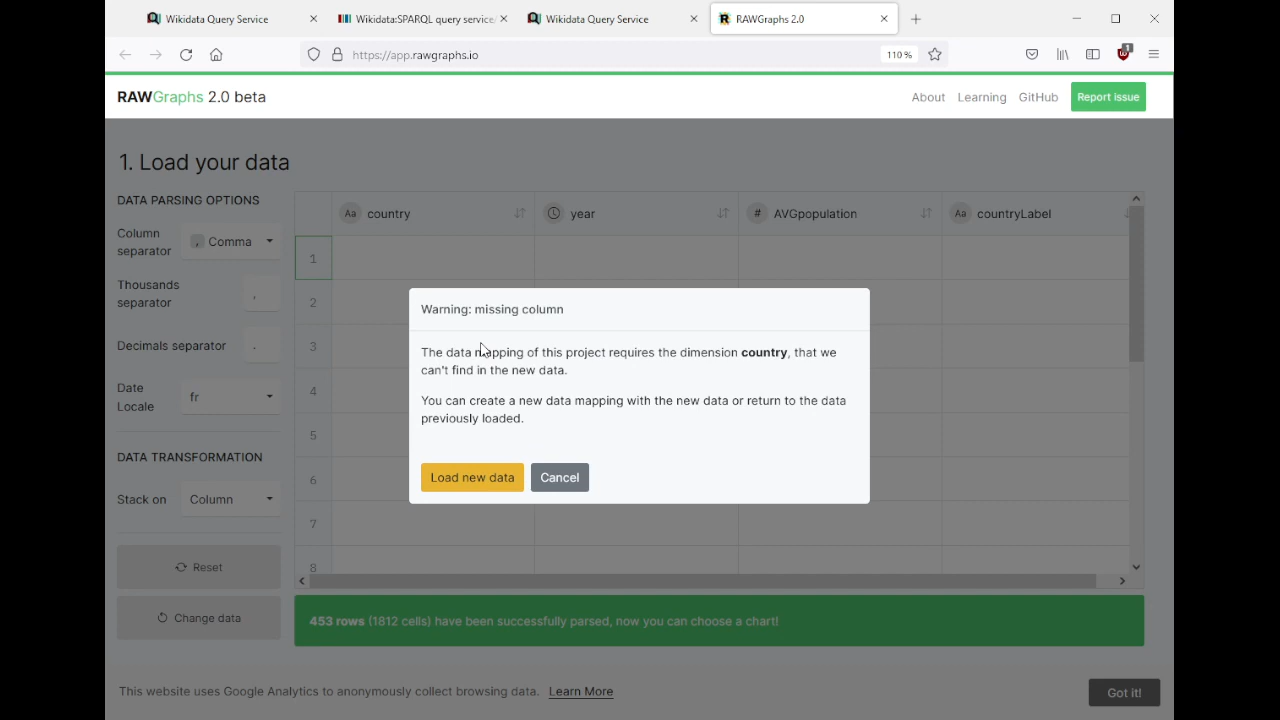 Wikidata Query Service
Wikidata:SPARQL query service/
Wikidata Query Service
RAWGraphs 2.0
https://app.rawgraphs.io
110 %
1
RAWGraphs 2.0 beta
About
Learning
GitHub
Report issue
1. Load your data
DATA PARSING OPTIONS
Column separator
, Comma
Thousands separator
,
Decimals separator
.
Date Locale
fr
DATA TRANSFORMATION
Stack on
Column
Reset
Change data
Aa country
year
# AVGpopulation
Aa countryLabel
1
2
3
4
5
6
7
8
Warning: missing column
The data mapping of this project requires the dimension country, that we
can't find in the new data.
You can create a new data mapping with the new data or return to the data
previously loaded.
Load new data
Cancel
453 rows (1812 cells) have been successfully parsed, now you can choose a chart!
This website uses Google Analytics to anonymously collect browsing data. Learn More
Got it!